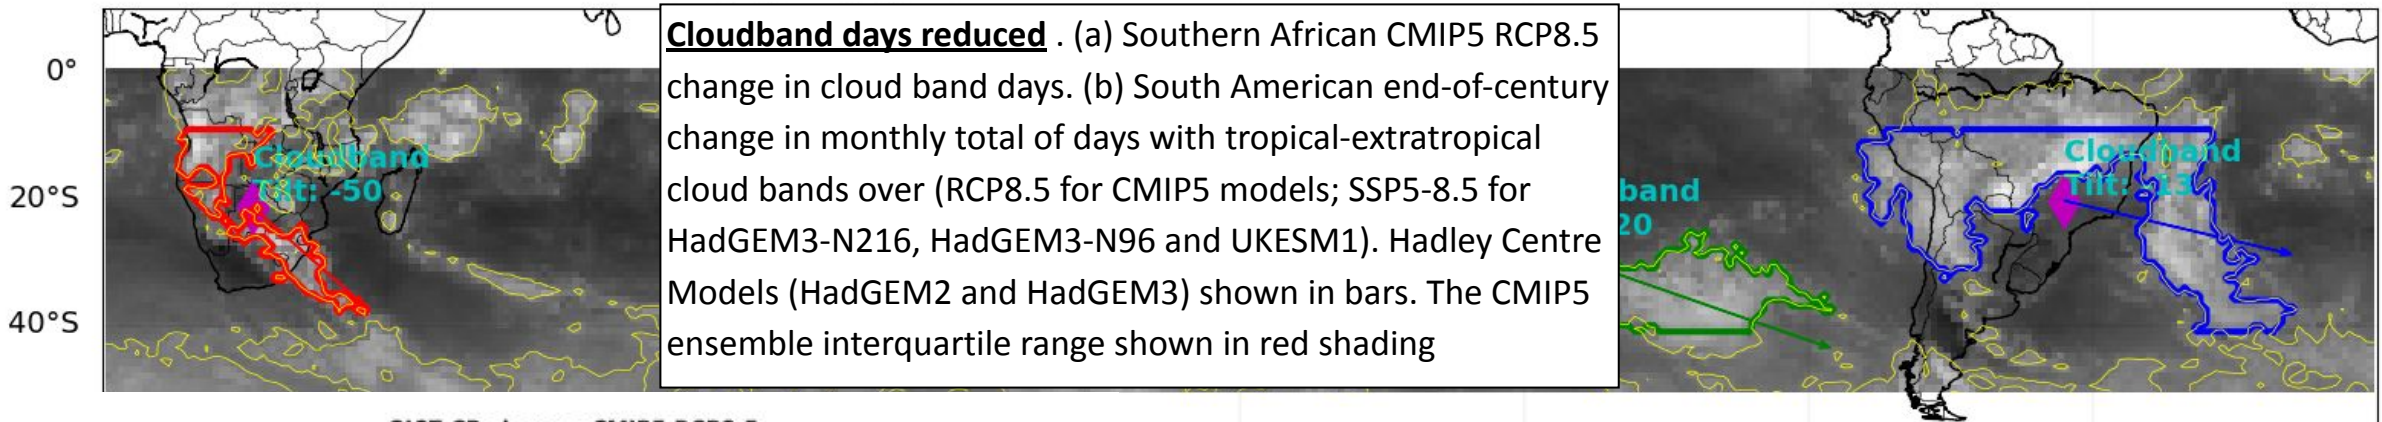 0°
20°S
40°S
Cloudband
Tilt: -50
Cloudband days reduced . (a) Southern African CMIP5 RCP8.5
change in cloud band days. (b) South American end-of-century
change in monthly total of days with tropical-extratropical
cloud bands over (RCP8.5 for CMIP5 models; SSP5-8.5 for
HadGEM3-N216, HadGEM3-N96 and UKESM1). Hadley Centre
Models (HadGEM2 and HadGEM3) shown in bars. The CMIP5
ensemble interquartile range shown in red shading
band
20
Cloudband
Tilt: -13